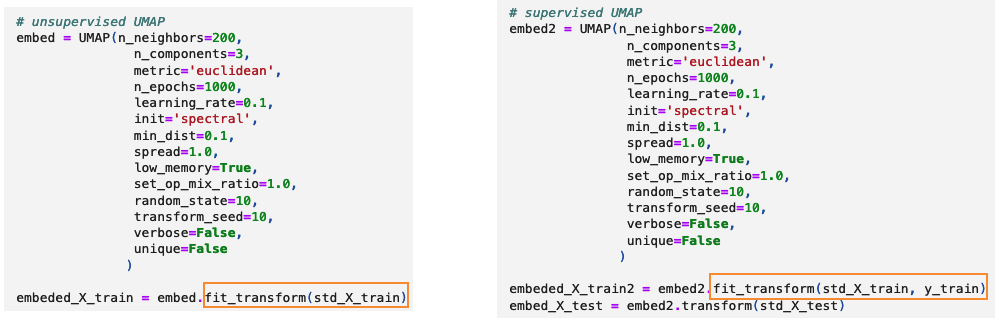 # unsupervised UMAP
embed = UMAP(n_neighbors=200,
n_components=3,
metric='euclidean',
n_epochs=1000,
learning_rate=0.1,
init='spectral',
min_dist=0.1,
spread=1.0,
low_memory=True,
set_op_mix_ratio=1.0,
random_state=10,
transform_seed=10,
verbose=False,
unique=False
)
embeded_X_train = embed.fit_transform(std_X_train)
# supervised UMAP
embed2 = UMAP(n_neighbors=200,
n_components=3,
metric='euclidean',
n_epochs=1000,
learning_rate=0.1,
init='spectral',
min_dist=0.1,
spread=1.0,
low_memory=True,
set_op_mix_ratio=1.0,
random_state=10,
transform_seed=10,
verbose=False,
unique=False
)
embeded_X_train2 = embed2.fit_transform(std_X_train, y_train)
embed_X_test = embed2.transform(std_X_test)